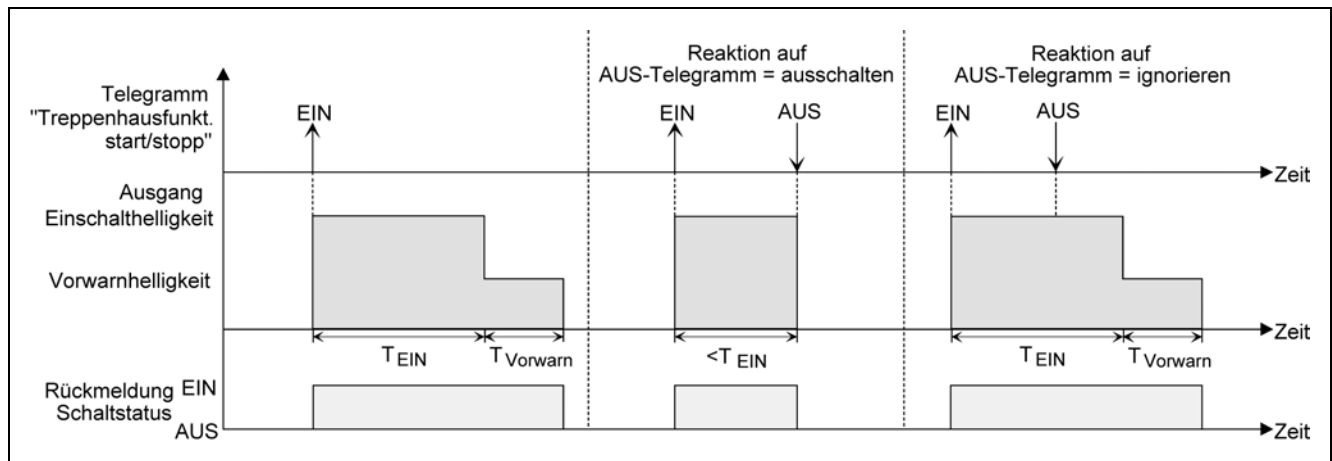 Reaktion auf
AUS-Telegramm = ausschalten
Reaktion auf
AUS-Telegramm = ignorieren
Telegramm
"Treppenhausfunkt.
start/stopp"
EIN
EIN
AUS
EIN
AUS
Zeit
Ausgang
Einschalthelligkeit
Vorwarnhelligkeit
Zeit
T EIN
T Vorwarn
<T EIN
T EIN
T Vorwarn
Rückmeldung EIN
Schaltstatus
AUS
Zeit